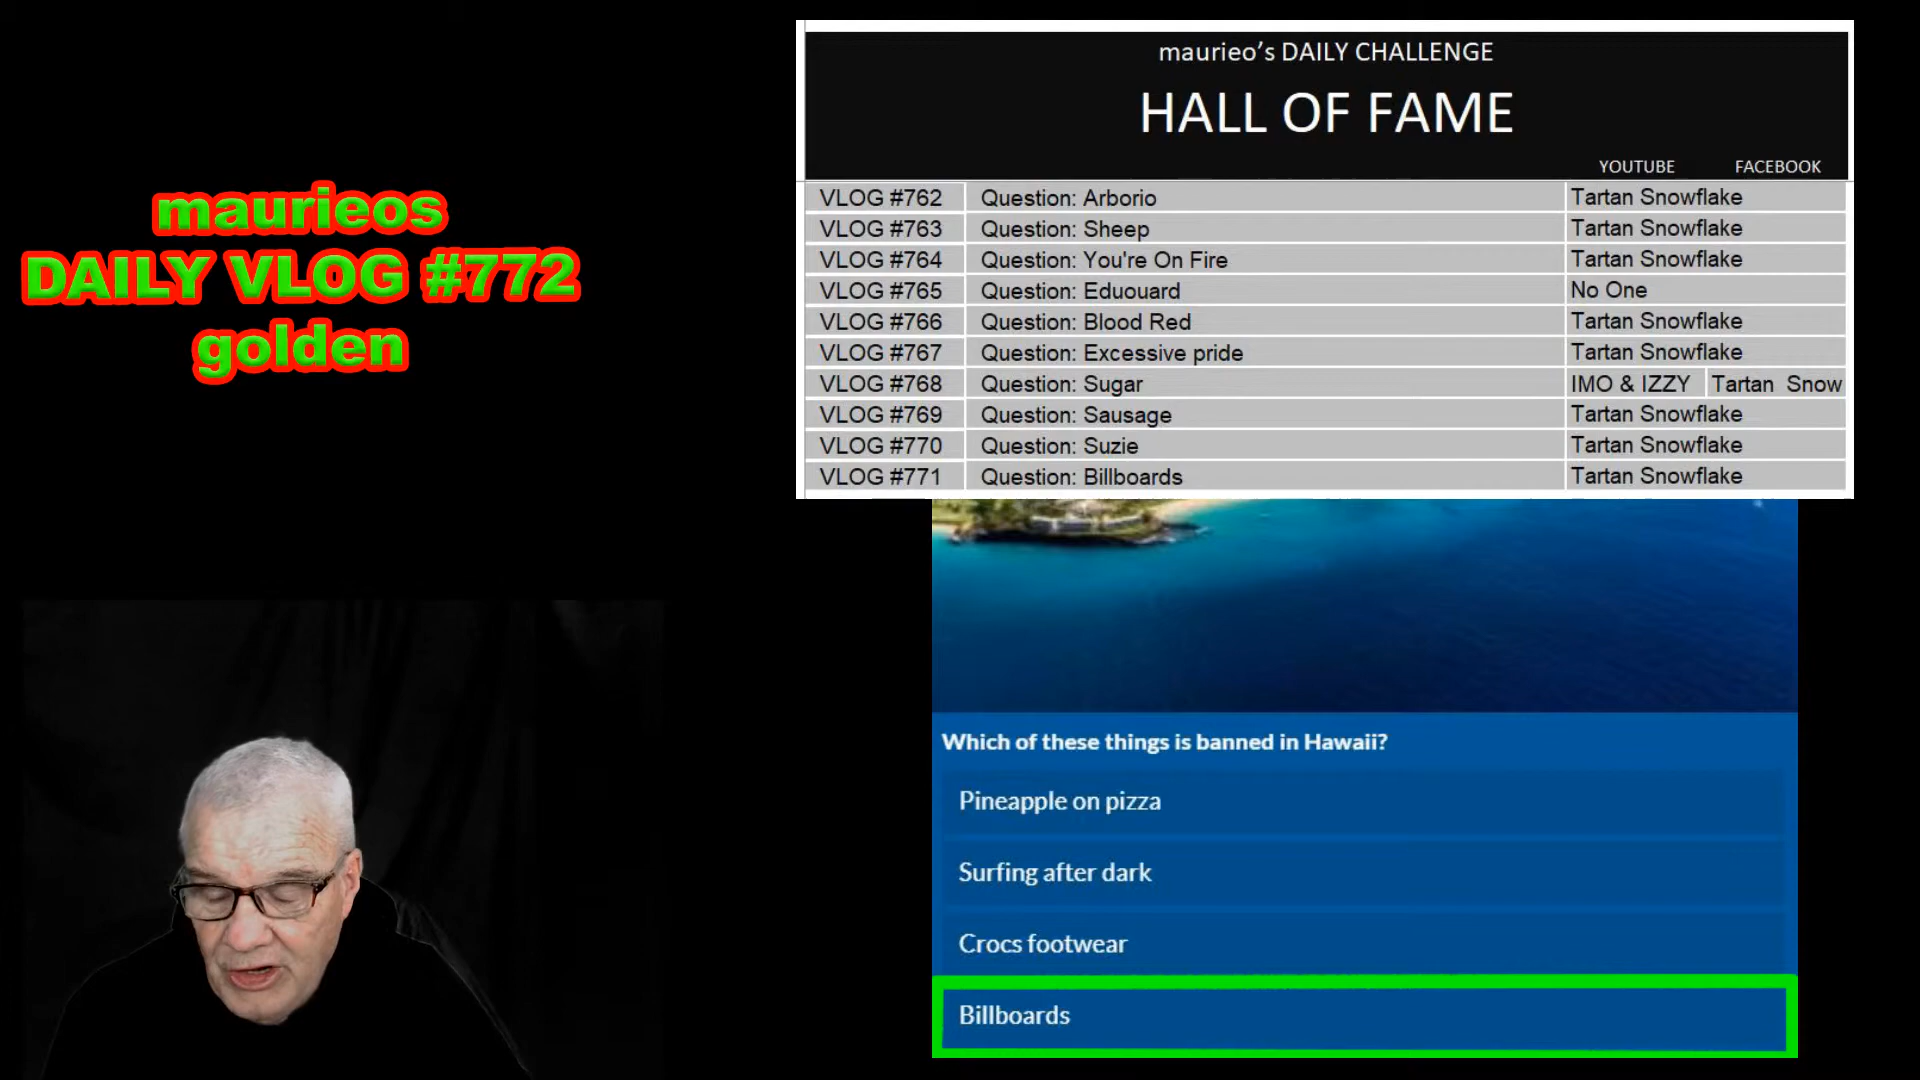 maurieos
DAILY VLOG #772
golden
maurieo’s DAILY CHALLENGE
HALL OF FAME
YOUTUBE FACEBOOK
VLOG #762 Question: Arborio Tartan Snowflake
VLOG #763 Question: Sheep Tartan Snowflake
VLOG #764 Question: You're On Fire Tartan Snowflake
VLOG #765 Question: Eduouard No One
VLOG #766 Question: Blood Red Tartan Snowflake
VLOG #767 Question: Excessive pride Tartan Snowflake
VLOG #768 Question: Sugar IMO & IZZY Tartan Snow
VLOG #769 Question: Sausage Tartan Snowflake
VLOG #770 Question: Suzie Tartan Snowflake
VLOG #771 Question: Billboards Tartan Snowflake
Which of these things is banned in Hawaii?
Pineapple on pizza
Surfing after dark
Crocs footwear
Billboards